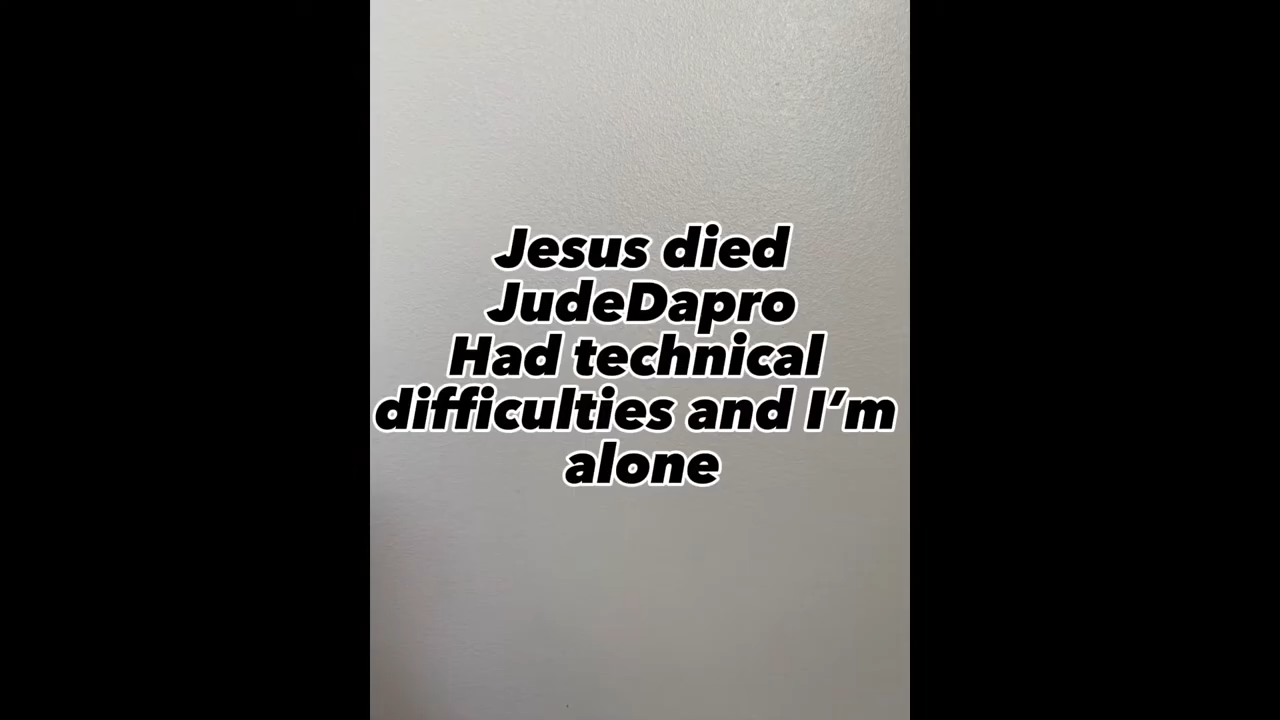 Jesus died
JudeDapro
Had technical
difficulties and I’m
alone